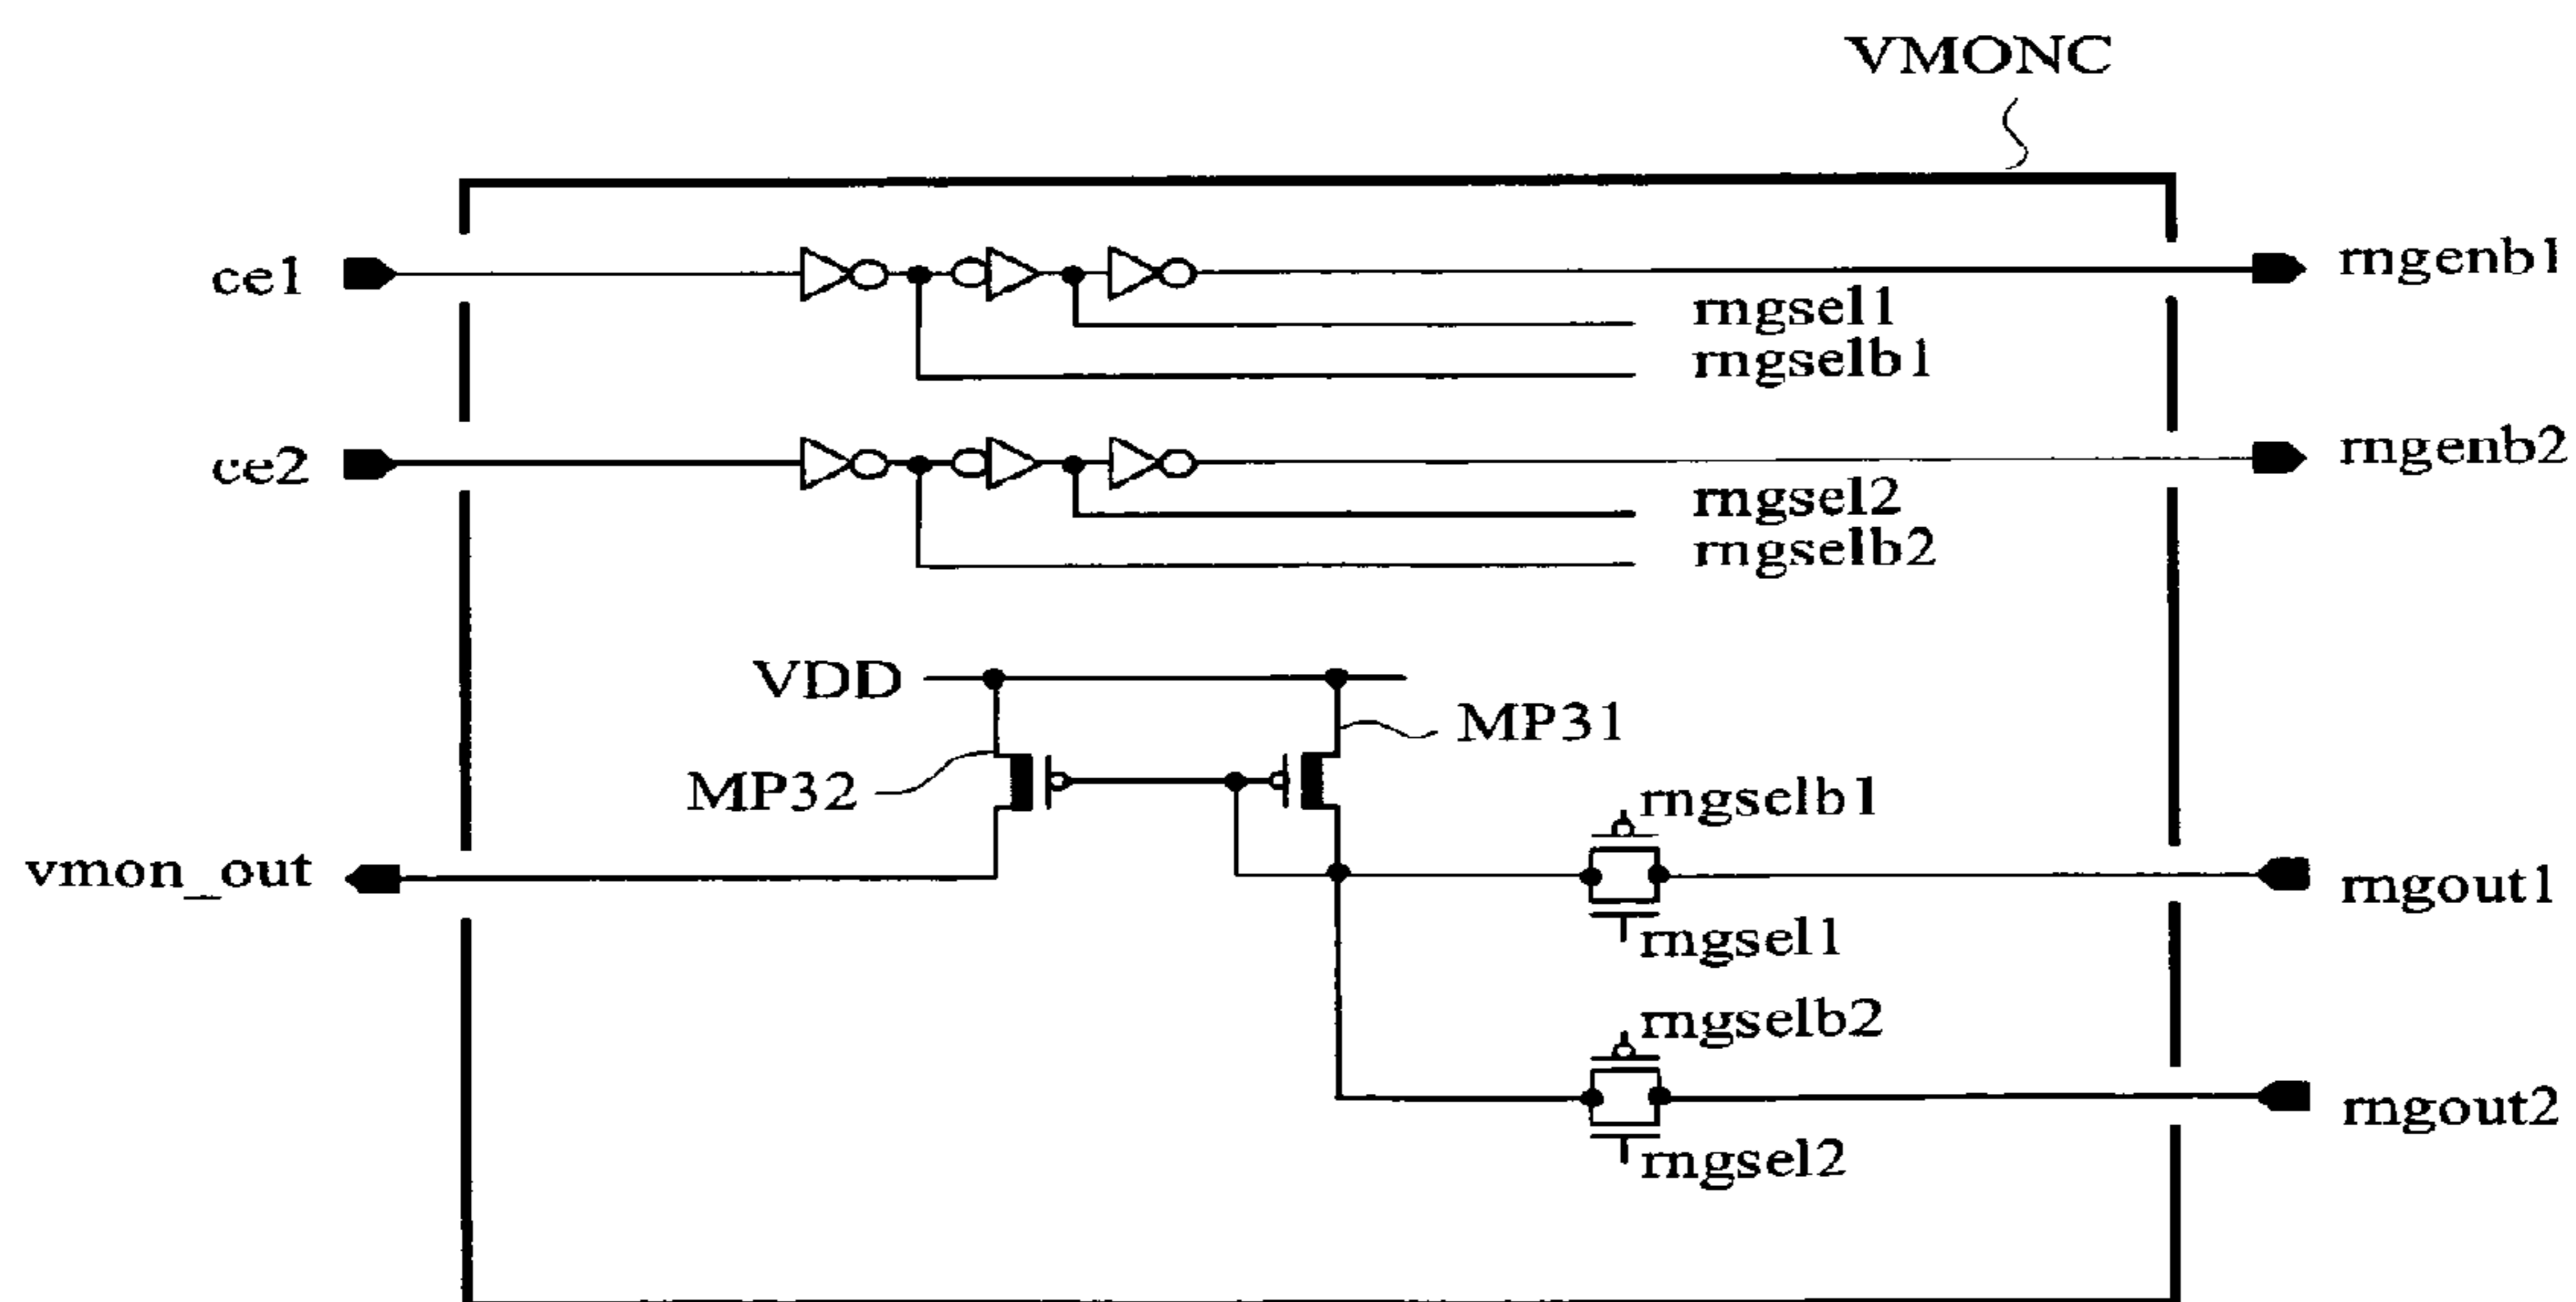 VMONC
ce1
rngenb1
rngsel1
rngselb1
ce2
rngenb2
rngsel2
rngselb2
VDD
MP31
MP32
rngselb1
vmon_out
rngout1
rngsel1
rngselb2
rngout2
rngsel2